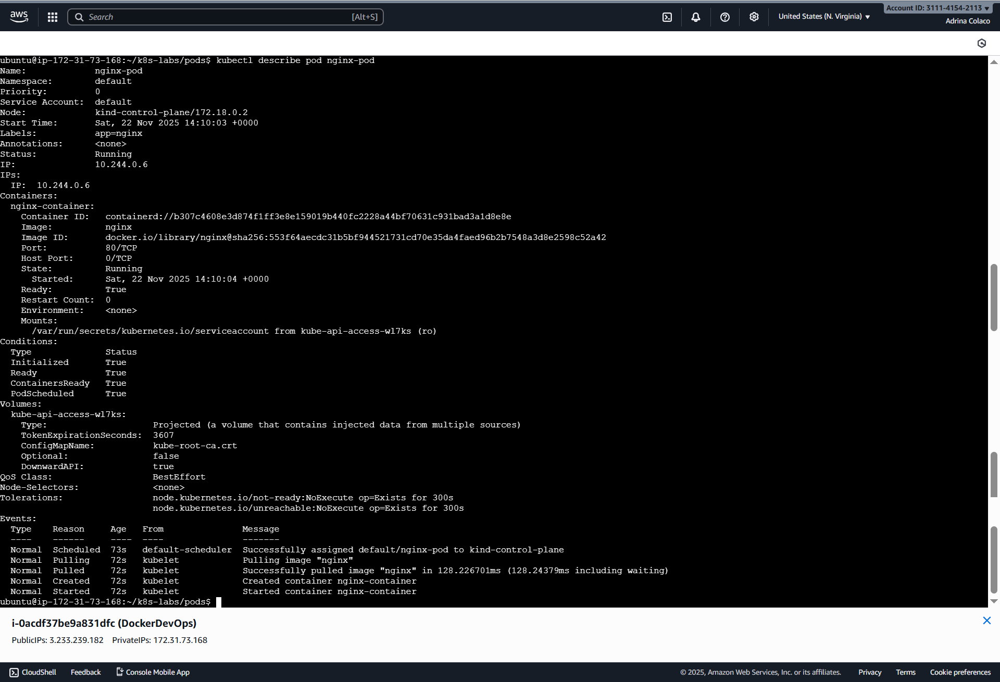 aws
Search [Alt+S]
United States (N. Virginia)
Account ID: 3111-4154-2113
Adrina Colaco
ubuntu@ip-172-31-73-168:~/k8s-labs/pods$ kubectl describe pod nginx-pod
Name:             nginx-pod
Namespace:        default
Priority:         0
Service Account:  default
Node:             kind-control-plane/172.18.0.2
Start Time:       Sat, 22 Nov 2025 14:10:03 +0000
Labels:           app=nginx
Annotations:      <none>
Status:           Running
IP:               10.244.0.6
IPs:
  IP:  10.244.0.6
Containers:
  nginx-container:
    Container ID:   containerd://b307c4608e3d874f1ff3e8e159019b440fc2228a44bf70631c931bad3a1d8e8e
    Image:          nginx
    Image ID:       docker.io/library/nginx@sha256:553f64aecdc31b5bf944521731cd70e35da4faed96b2b7548a3d8e2598c52a42
    Port:           80/TCP
    Host Port:      0/TCP
    State:          Running
      Started:      Sat, 22 Nov 2025 14:10:04 +0000
    Ready:          True
    Restart Count:  0
    Environment:    <none>
    Mounts:
      /var/run/secrets/kubernetes.io/serviceaccount from kube-api-access-wl7ks (ro)
Conditions:
  Type              Status
  Initialized       True
  Ready             True
  ContainersReady   True
  PodScheduled      True
Volumes:
  kube-api-access-wl7ks:
    Type:                    Projected (a volume that contains injected data from multiple sources)
    TokenExpirationSeconds:  3607
    ConfigMapName:           kube-root-ca.crt
    Optional:                false
    DownwardAPI:             true
QoS Class:                   BestEffort
Node-Selectors:              <none>
Tolerations:                 node.kubernetes.io/not-ready:NoExecute op=Exists for 300s
                             node.kubernetes.io/unreachable:NoExecute op=Exists for 300s
Events:
  Type    Reason     Age   From               Message
  ----    ------     ----  ----               -------
  Normal  Scheduled  73s   default-scheduler  Successfully assigned default/nginx-pod to kind-control-plane
  Normal  Pulling    72s   kubelet            Pulling image "nginx"
  Normal  Pulled     72s   kubelet            Successfully pulled image "nginx" in 128.226701ms (128.24379ms including waiting)
  Normal  Created    72s   kubelet            Created container nginx-container
  Normal  Started    72s   kubelet            Started container nginx-container
ubuntu@ip-172-31-73-168:~/k8s-labs/pods$
i-0acdf37be9a831dfc (DockerDevOps)
PublicIPs: 3.233.239.182 PrivateIPs: 172.31.73.168
CloudShell Feedback Console Mobile App © 2025, Amazon Web Services, Inc. or its affiliates. Privacy Terms Cookie preferences